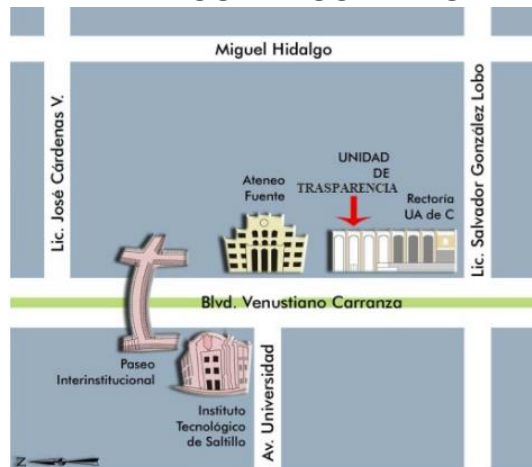 Miguel Hidalgo
Lic. José Cárdenas V.
Lic. Salvador González Lobo
UNIDAD
DE
TRASPARENCIA
Ateneo
Fuente
Rectoría
UA de C
Blvd. Venustiano Carranza
Paseo
Interinstitucional
Instituto
Tecnológico
de Saltillo
Av. Universidad
N